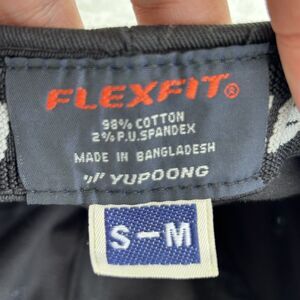 FLEXFIT®
98% COTTON
2% P.U.SPANDEX
MADE IN BANGLADESH
YUPOONG
S-M